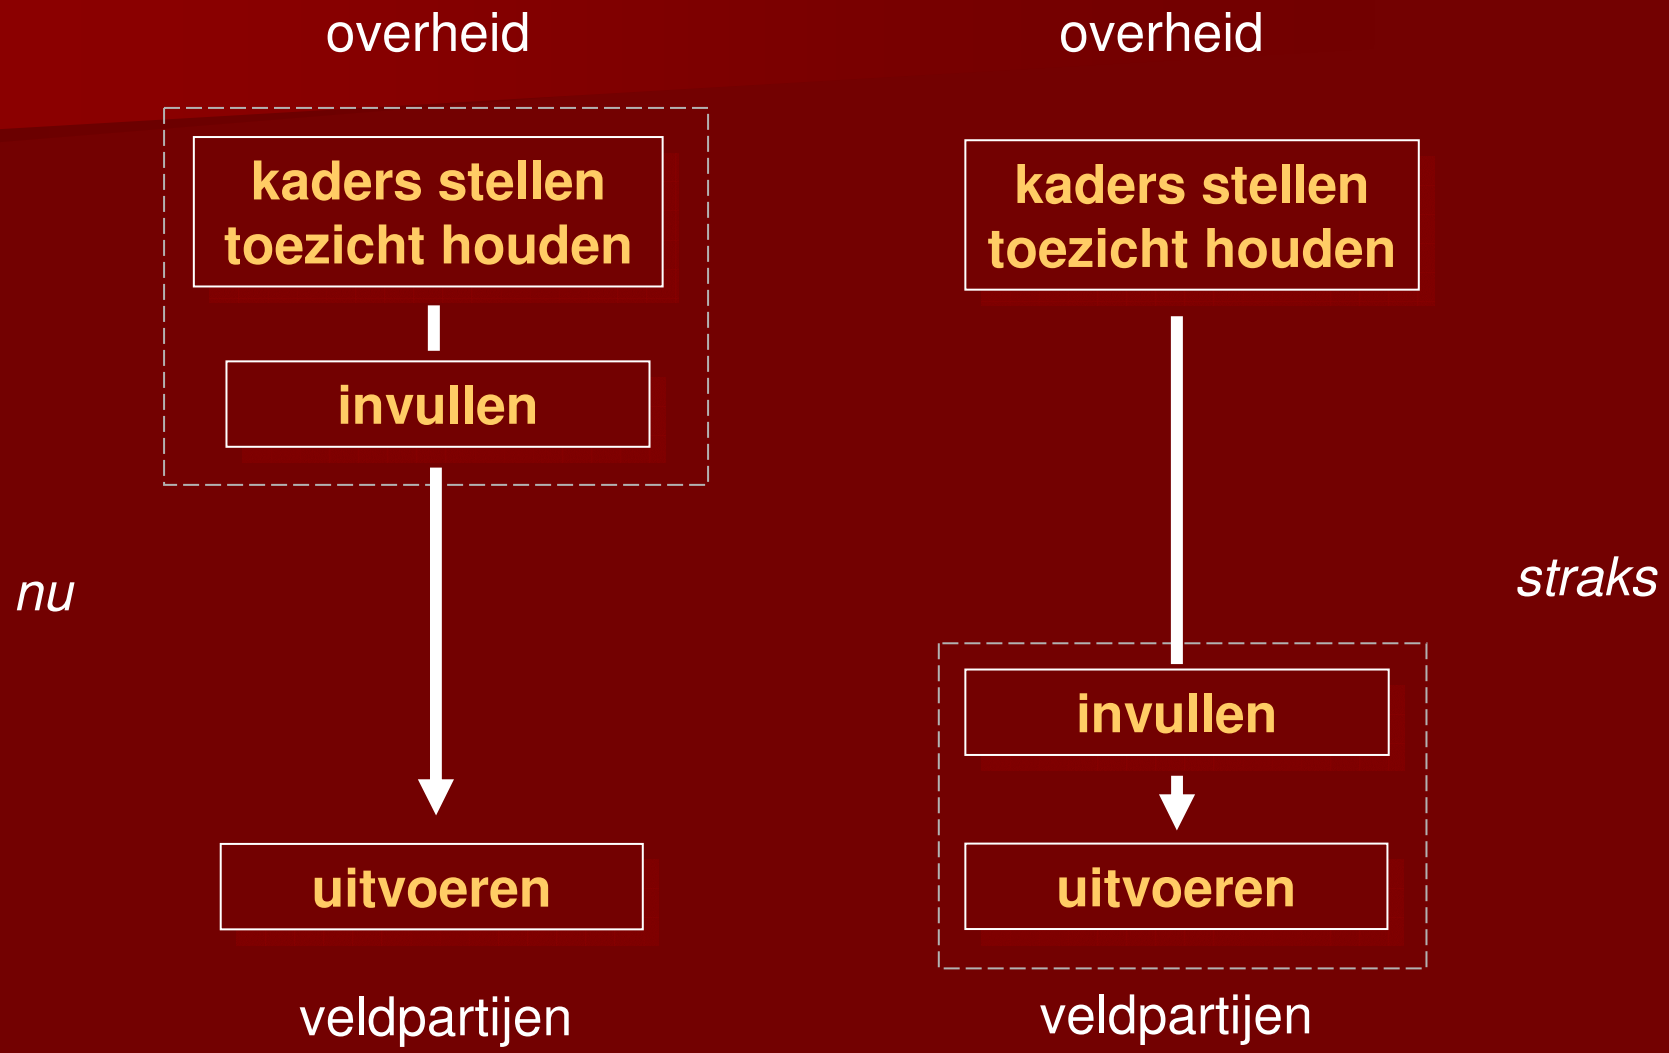 overheid
kaders stellen
toezicht houden
invullen
nu
uitvoeren
veldpartijen
overheid
kaders stellen
toezicht houden
straks
invullen
uitvoeren
veldpartijen